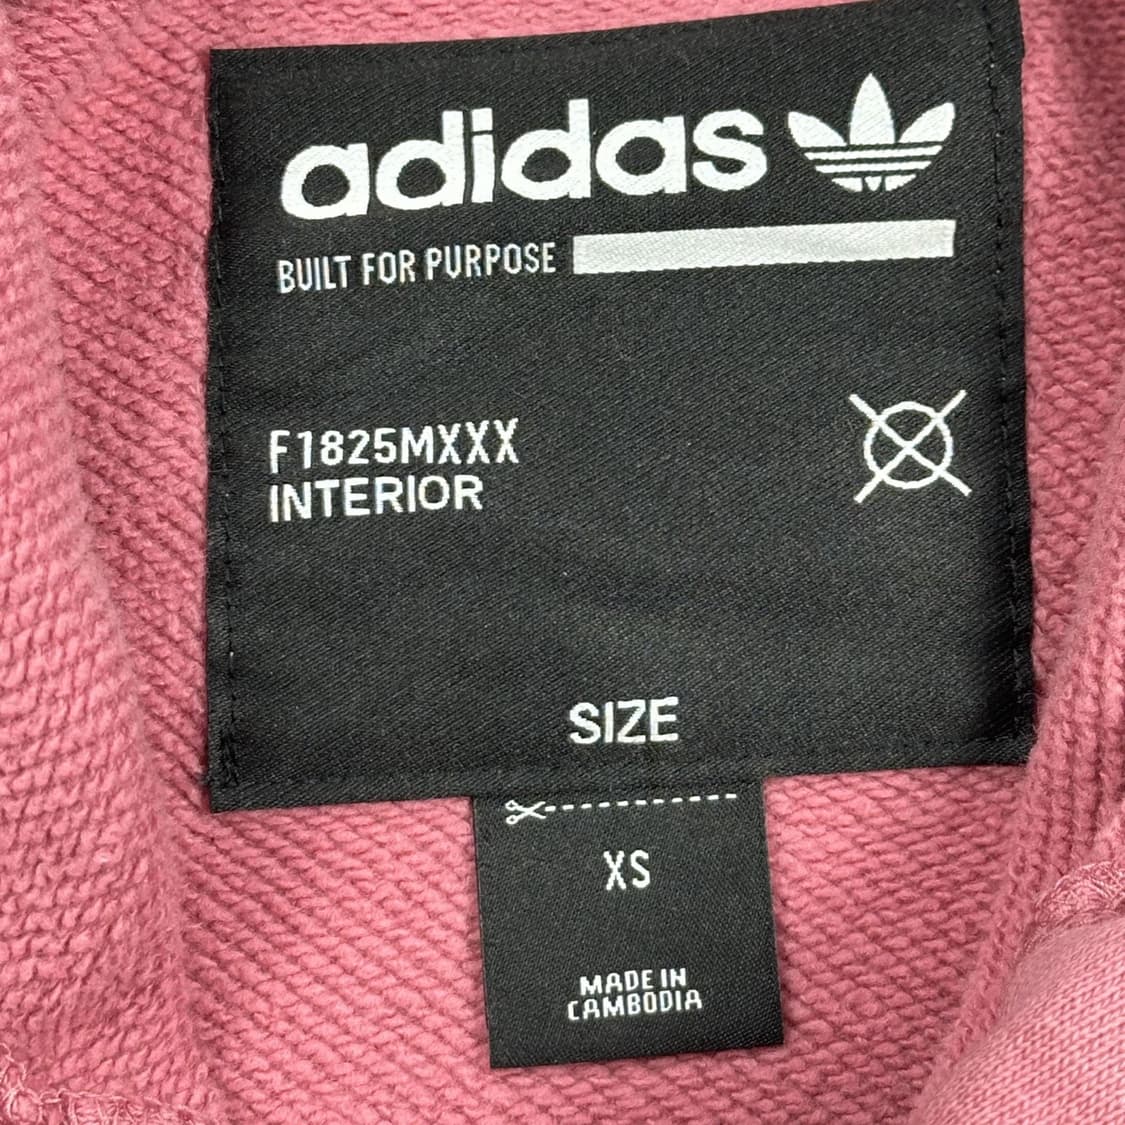 adidas
BUILT FOR PURPOSE
F1825MXXX
INTERIOR
SIZE
XS
MADE IN
CAMBODIA